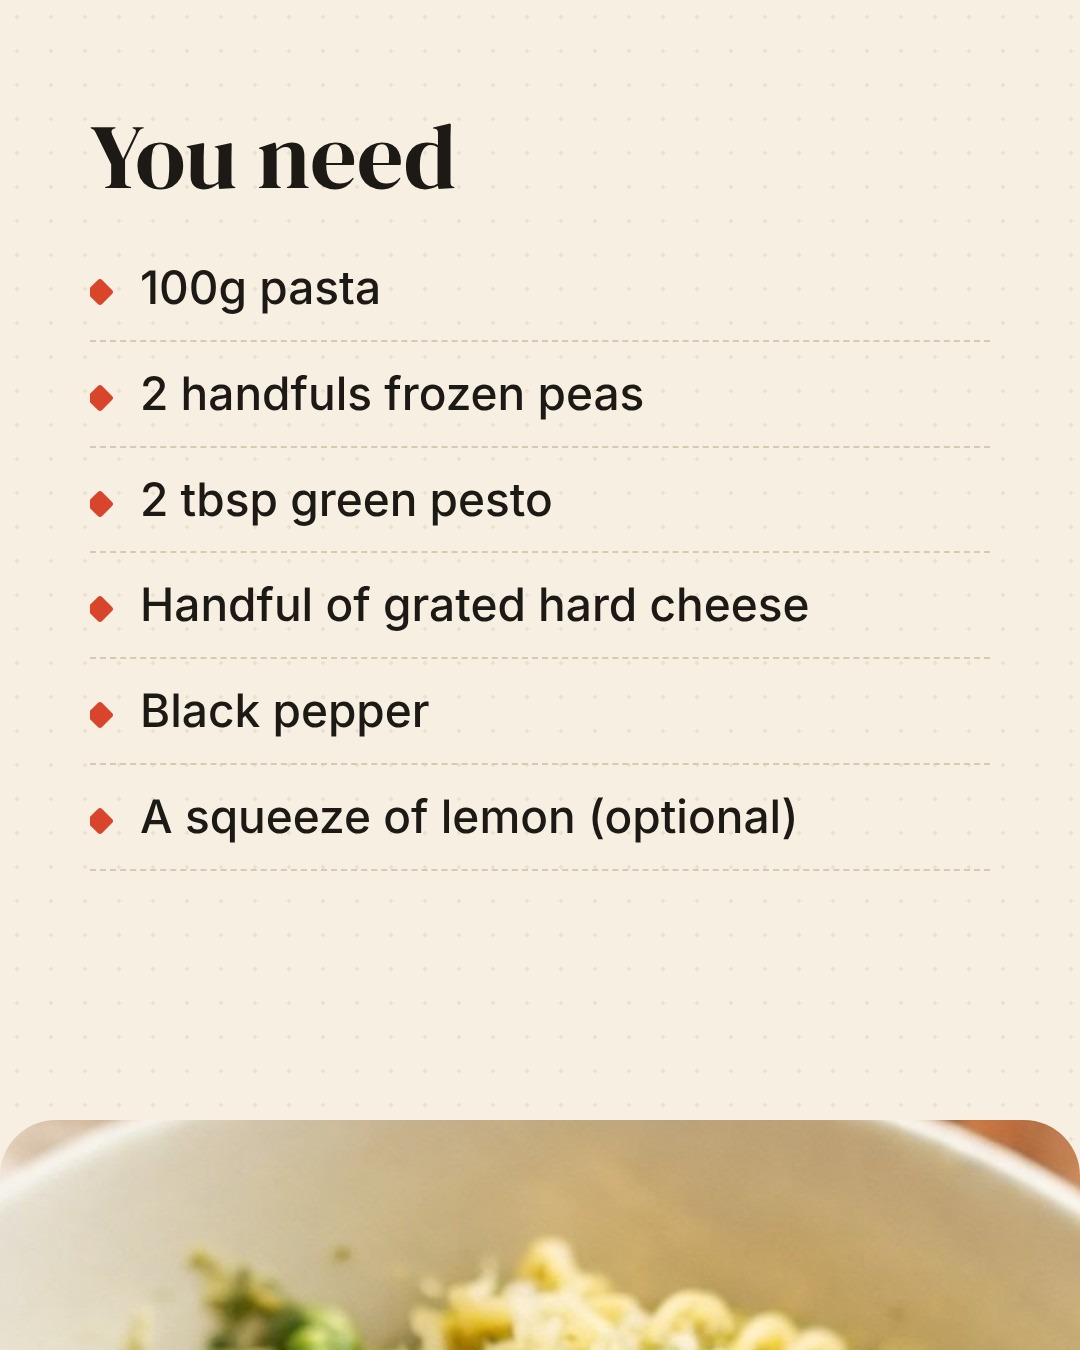 You need
100g pasta
2 handfuls frozen peas
2 tbsp green pesto
Handful of grated hard cheese
Black pepper
A squeeze of lemon (optional)